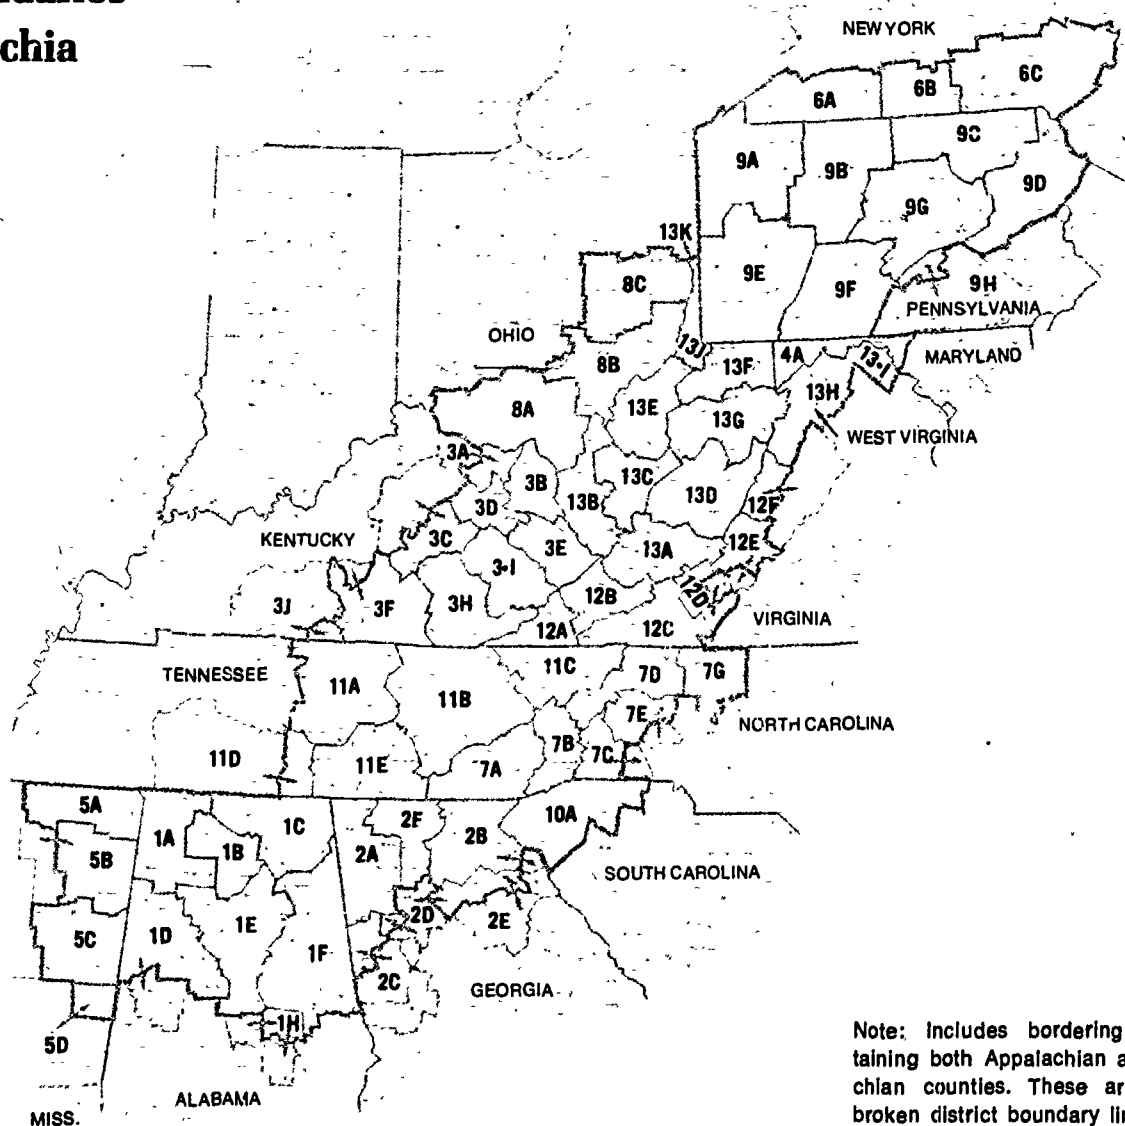 chia
NEW YORK
6C
6B
6A
9C
9A
9B
9D
9G
13K
9E
8C
9F
9H
PENNSYLVANIA
OHIO
13J
4A
13-I
MARYLAND
8B
13F
13H
8A
13E
13G
WEST VIRGINIA
3A
3B
13C
13B
13D
12F
3D
KENTUCKY
3C
3E
13A
12E
3-I
12B
12D
3J
3F
3H
12A
12C
VIRGINIA
TENNESSEE
11C
7D
7G
11A
11B
7E
NORTH CAROLINA
7B
7C
11D
11E
7A
5A
10A
1A
1C
2F
2B
5B
1B
2A
SOUTH CAROLINA
1E
2D
2E
5C
1D
1F
2C
GEORGIA
1H
5D
ALABAMA
MISS.
Note: Includes bordering
taining both Appalachian a
chian counties. These ar
broken district boundary lin